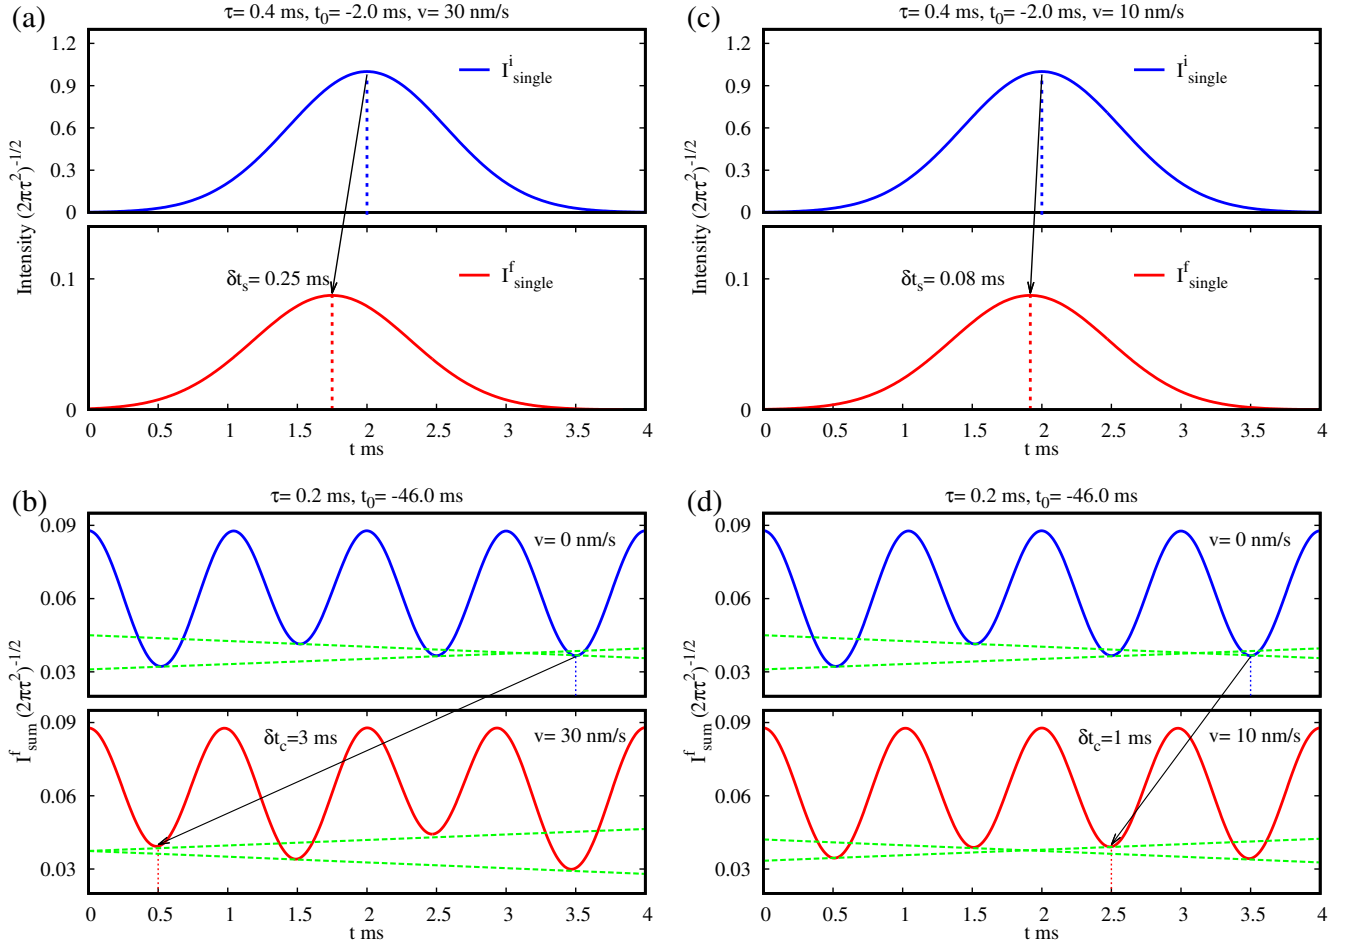 (a)
τ= 0.4 ms, t0= -2.0 ms, v= 30 nm/s
1.2
0.9
0.6
0.3
0
I^i_single
Intensity (2πτ^2)^-1/2
0.1
0
I^f_single
δt_s= 0.25 ms
0 0.5 1 1.5 2 2.5 3 3.5 4
t ms
(c)
τ= 0.4 ms, t0= -2.0 ms, v= 10 nm/s
1.2
0.9
0.6
0.3
0
I^i_single
Intensity (2πτ^2)^-1/2
0.1
0
I^f_single
δt_s= 0.08 ms
0 0.5 1 1.5 2 2.5 3 3.5 4
t ms
(b)
τ= 0.2 ms, t0= -46.0 ms
0.09
0.06
0.03
v= 0 nm/s
I^f_sum (2πτ^2)^-1/2
0.09
0.06
0.03
δt_c=3 ms
v= 30 nm/s
0 0.5 1 1.5 2 2.5 3 3.5 4
t ms
(d)
τ= 0.2 ms, t0= -46.0 ms
0.09
0.06
0.03
v= 0 nm/s
I^f_sum (2πτ^2)^-1/2
0.09
0.06
0.03
δt_c=1 ms
v= 10 nm/s
0 0.5 1 1.5 2 2.5 3 3.5 4
t ms